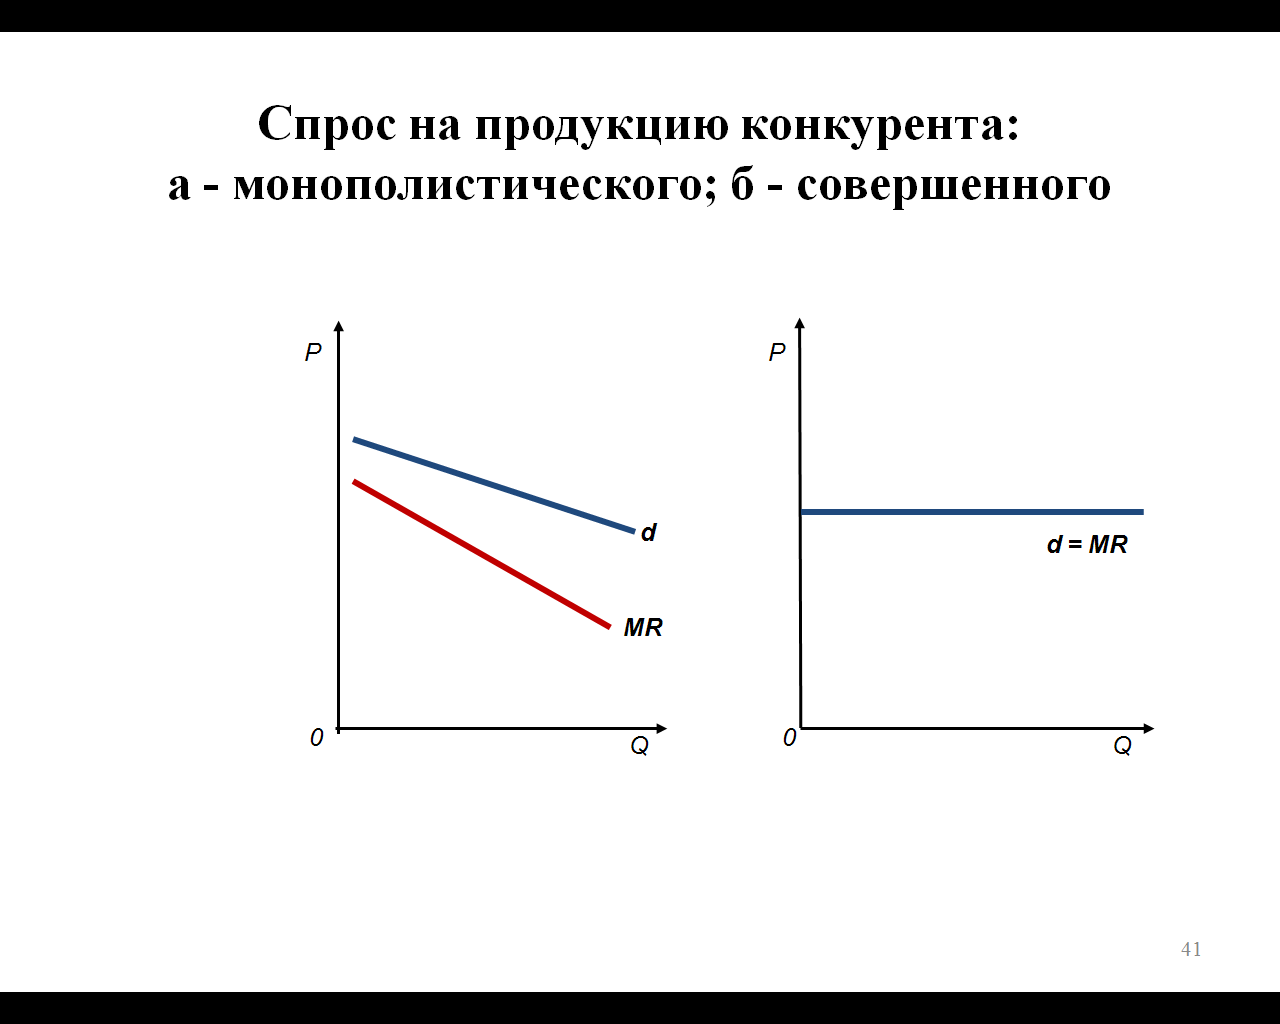 Спрос на продукцию конкурента:
а - монополистического; б - совершенного
P
d
MR
0
Q
P
d = MR
0
Q
41